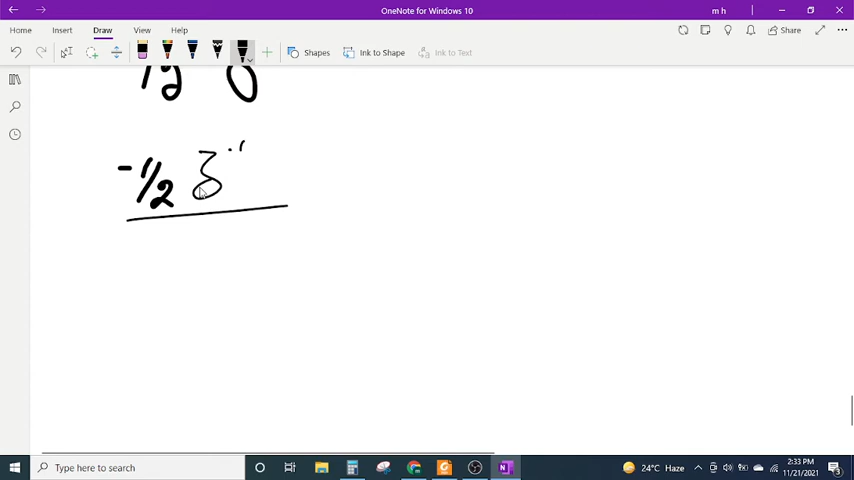 OneNote for Windows 10
m h
Home Insert Draw View Help
Share
Shapes
Ink to Shape
Ink to Text
-1/2 3
Type here to search
24°C Haze
2:33 PM
11/21/2021
3